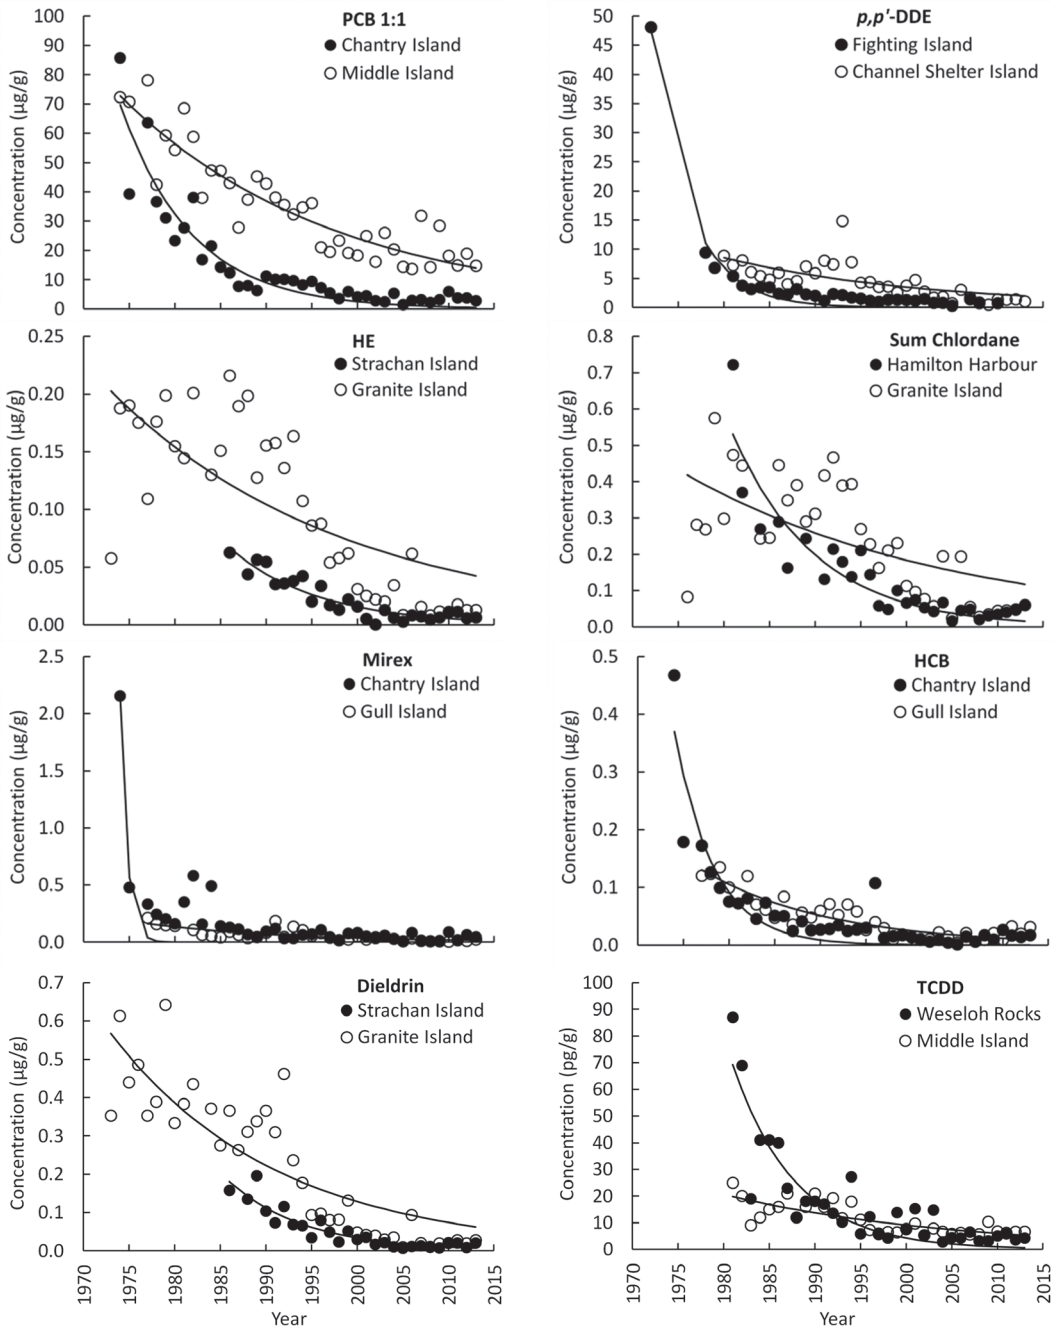 PCB 1:1
Chantry Island
Middle Island
Concentration (µg/g)
100
90
80
70
60
50
40
30
20
10
0
p,p'-DDE
Fighting Island
Channel Shelter Island
Concentration (µg/g)
50
45
40
35
30
25
20
15
10
5
0
HE
Strachan Island
Granite Island
Concentration (µg/g)
0.25
0.20
0.15
0.10
0.05
0.00
Sum Chlordane
Hamilton Harbour
Granite Island
Concentration (µg/g)
0.8
0.7
0.6
0.5
0.4
0.3
0.2
0.1
0.0
Mirex
Chantry Island
Gull Island
Concentration (µg/g)
2.5
2.0
1.5
1.0
0.5
0.0
HCB
Chantry Island
Gull Island
Concentration (µg/g)
0.5
0.4
0.3
0.2
0.1
0.0
Dieldrin
Strachan Island
Granite Island
Concentration (µg/g)
0.7
0.6
0.5
0.4
0.3
0.2
0.1
0.0
1970
1975
1980
1985
1990
1995
2000
2005
2010
2015
Year
TCDD
Weseloh Rocks
Middle Island
Concentration (pg/g)
100
90
80
70
60
50
40
30
20
10
0
1970
1975
1980
1985
1990
1995
2000
2005
2010
2015
Year